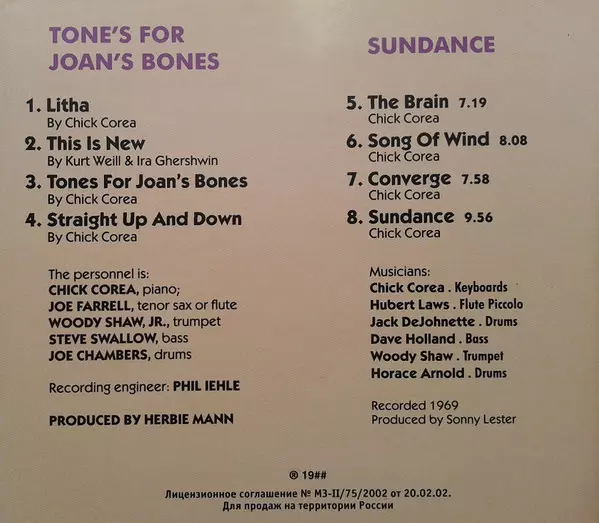 TONE'S FOR
JOAN'S BONES
1. Litha
By Chick Corea
2. This Is New
By Kurt Weill & Ira Ghershwin
3. Tones For Joan's Bones
By Chick Corea
4. Straight Up And Down
By Chick Corea
The personnel is:
CHICK COREA, piano;
JOE FARRELL, tenor sax or flute
WOODY SHAW, JR., trumpet
STEVE SWALLOW, bass
JOE CHAMBERS, drums
Recording engineer: PHIL IEHLE
PRODUCED BY HERBIE MANN
SUNDANCE
5. The Brain 7.19
Chick Corea
6. Song Of Wind 8.08
Chick Corea
7. Converge 7.58
Chick Corea
8. Sundance 9.56
Chick Corea
Musicians:
Chick Corea . Keyboards
Hubert Laws . Flute Piccolo
Jack DeJohnette . Drums
Dave Holland . Bass
Woody Shaw . Trumpet
Horace Arnold . Drums
Recorded 1969
Produced by Sonny Lester
® 19##
Лицензионное соглашение № МЗ-II/75/2002 от 20.02.02.
Для продаж на территории России